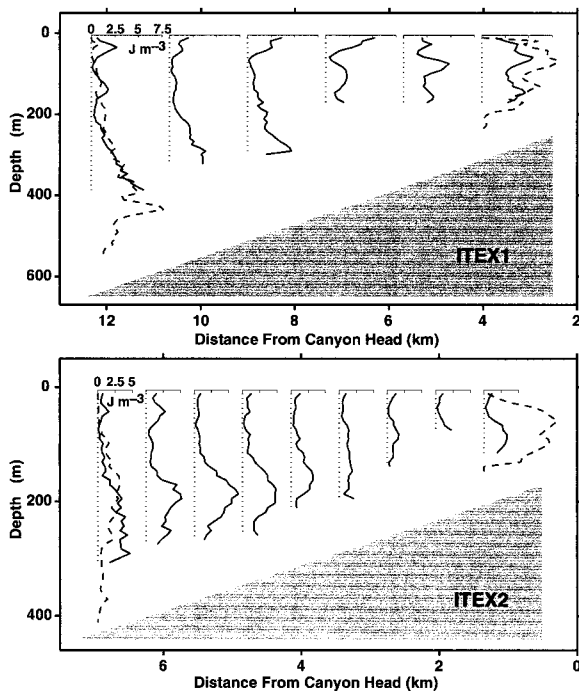 0 2.5 5 7.5
J m⁻³
0
200
400
600
Depth (m)
ITEX1
12 10 8 6 4 2
Distance From Canyon Head (km)
0 2.5 5
J m⁻³
0
100
200
300
400
Depth (m)
ITEX2
6 4 2 0
Distance From Canyon Head (km)